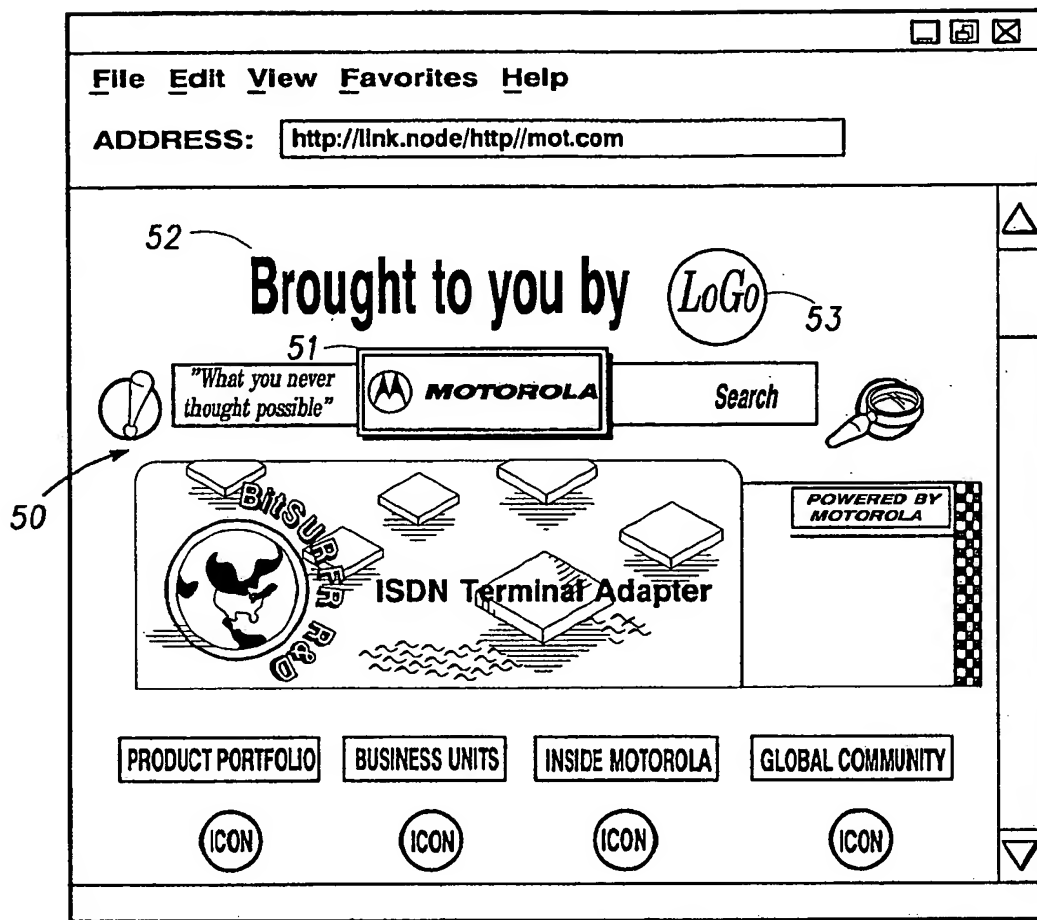 File Edit View Favorites Help
ADDRESS: http://link.node/http//mot.com
52
Brought to you by LoGo
53
51
"What you never
thought possible"
MOTOROLA
Search
50
BitSURFR R&D
ISDN Terminal Adapter
POWERED BY
MOTOROLA
PRODUCT PORTFOLIO BUSINESS UNITS INSIDE MOTOROLA GLOBAL COMMUNITY
ICON ICON ICON ICON